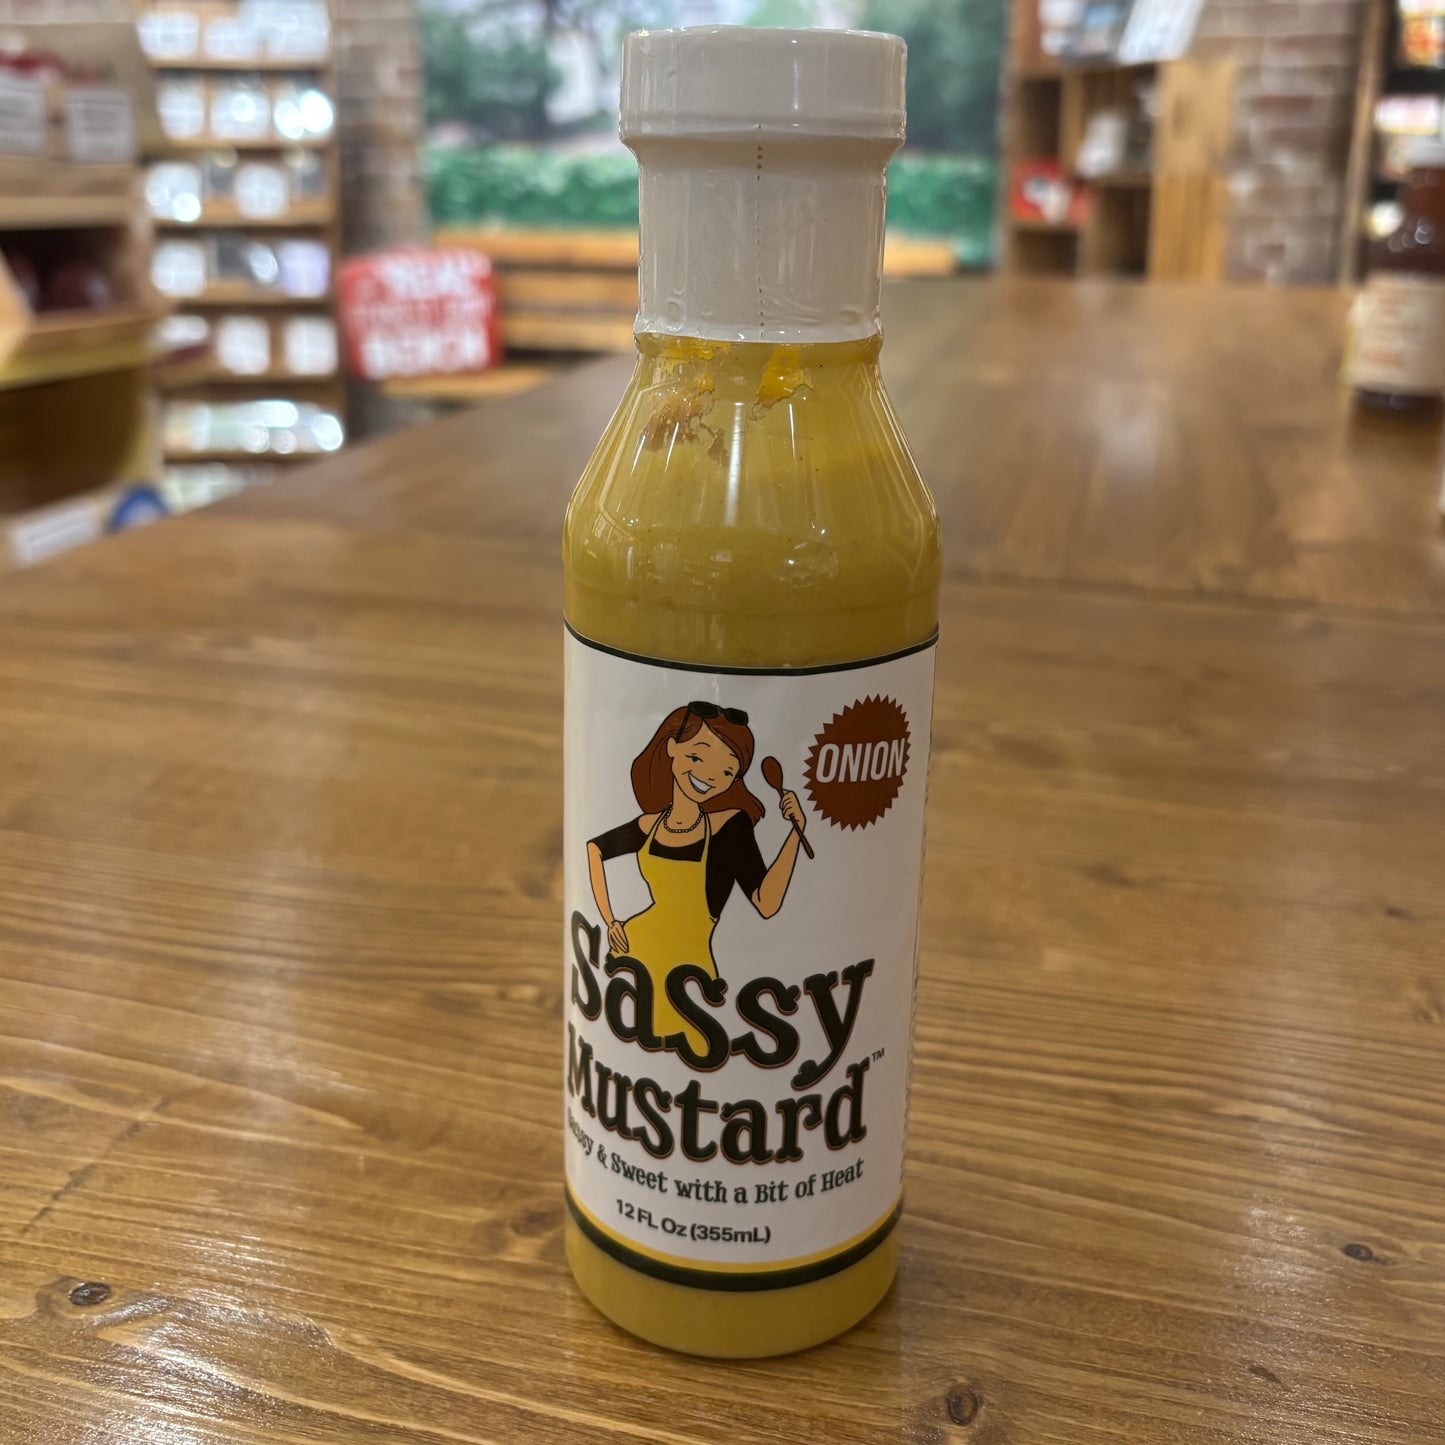 ONION
Sassy
Mustard™
Sassy & Sweet with a Bit of Heat
12 FL Oz (355mL)